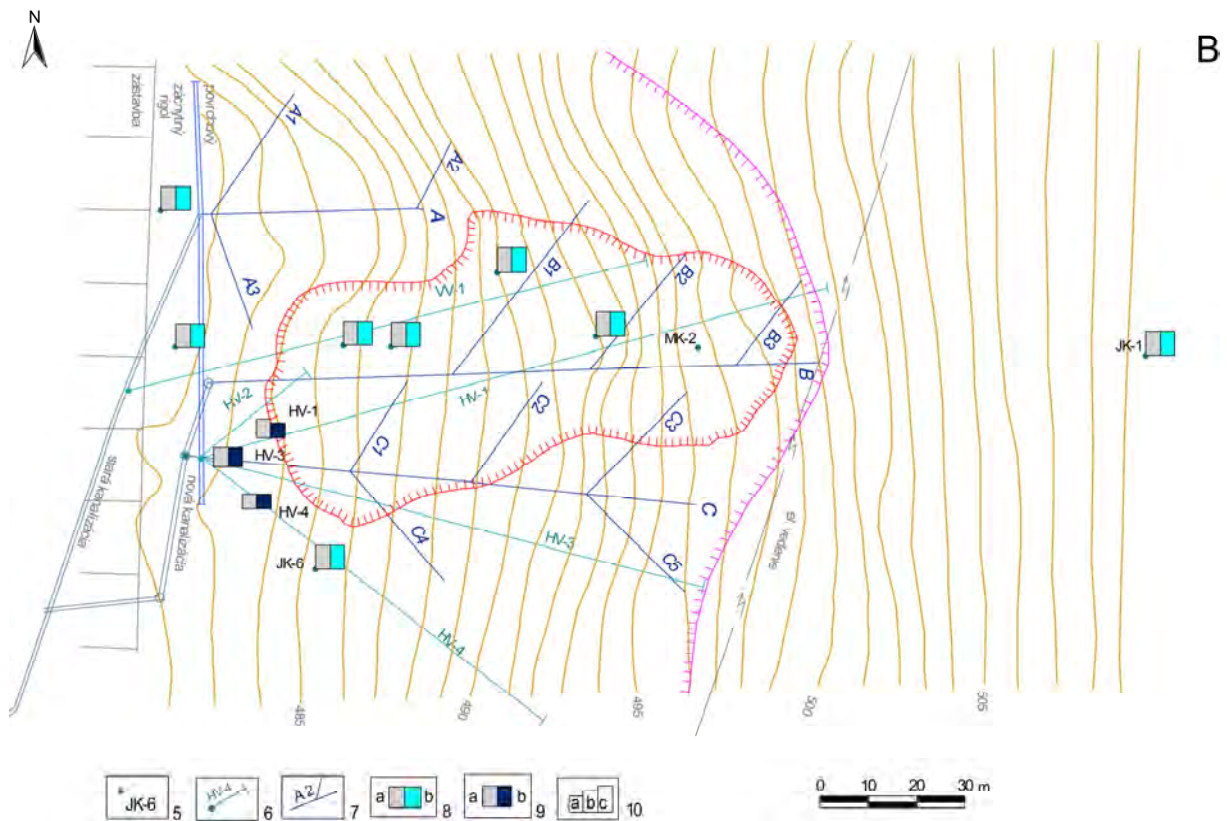 N
B
zástavba
záchytný
rigol
povrchový
A1
A2
A
A3
B1
VV-1
B2
MK-2
B3
B
JK-1
HV-2
HV-1
HV-1
C2
C3
C1
HV-3
stará kanalizácia
nová kanalizácia
HV-4
C
C4
HV-3
C5
el. vedenie
JK-6
HV-4
485
490
495
500
505
JK-6 5
HV-4 6
A2 7
a b 8
a b 9
a b c 10
0 10 20 30 m